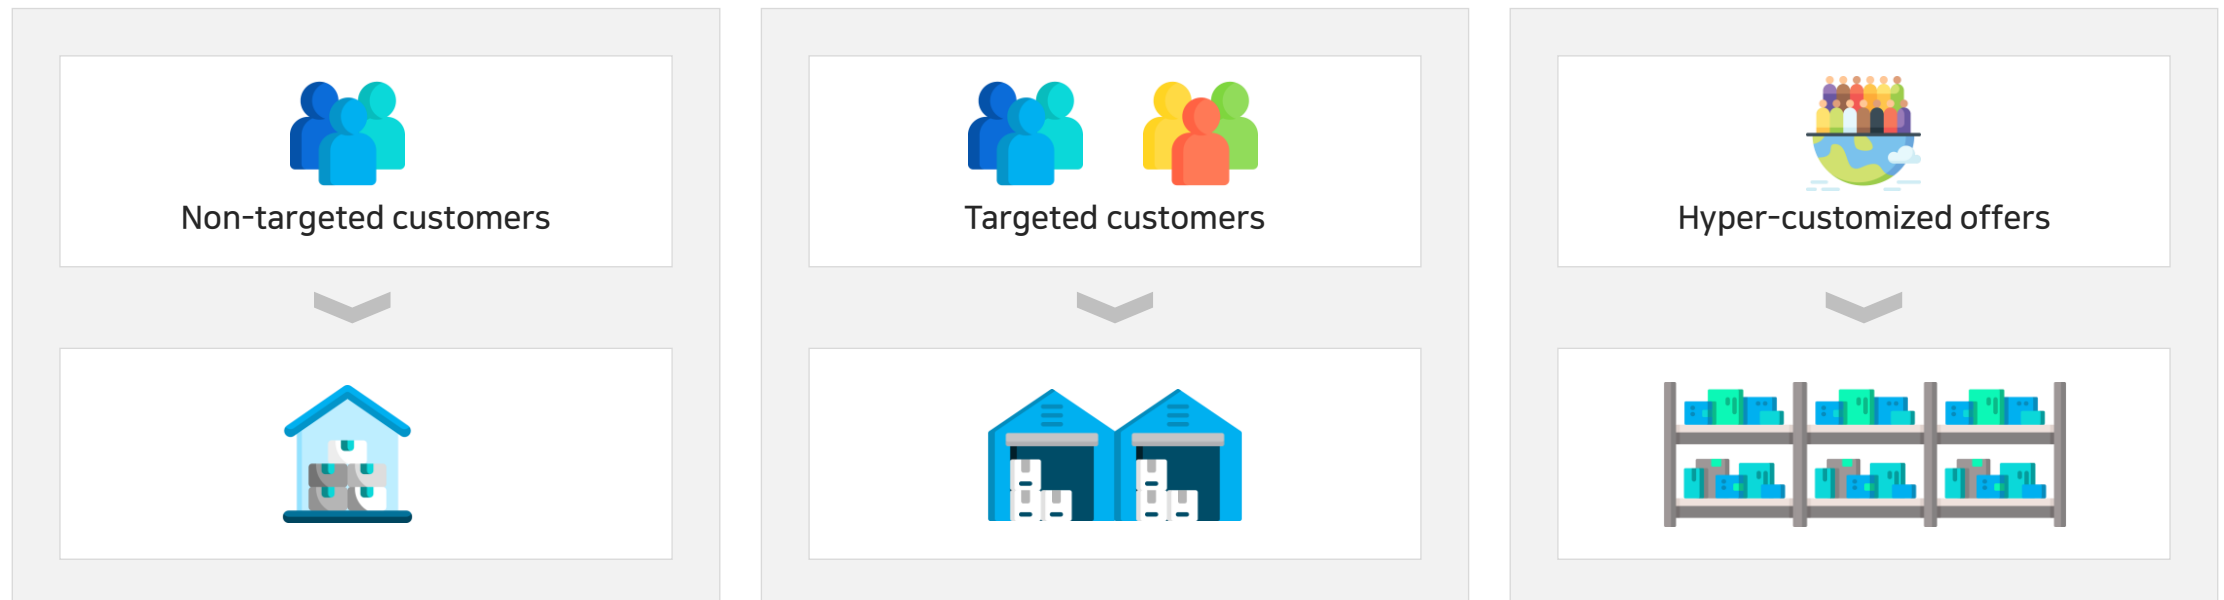 Non-targeted customers
Targeted customers
Hyper-customized offers